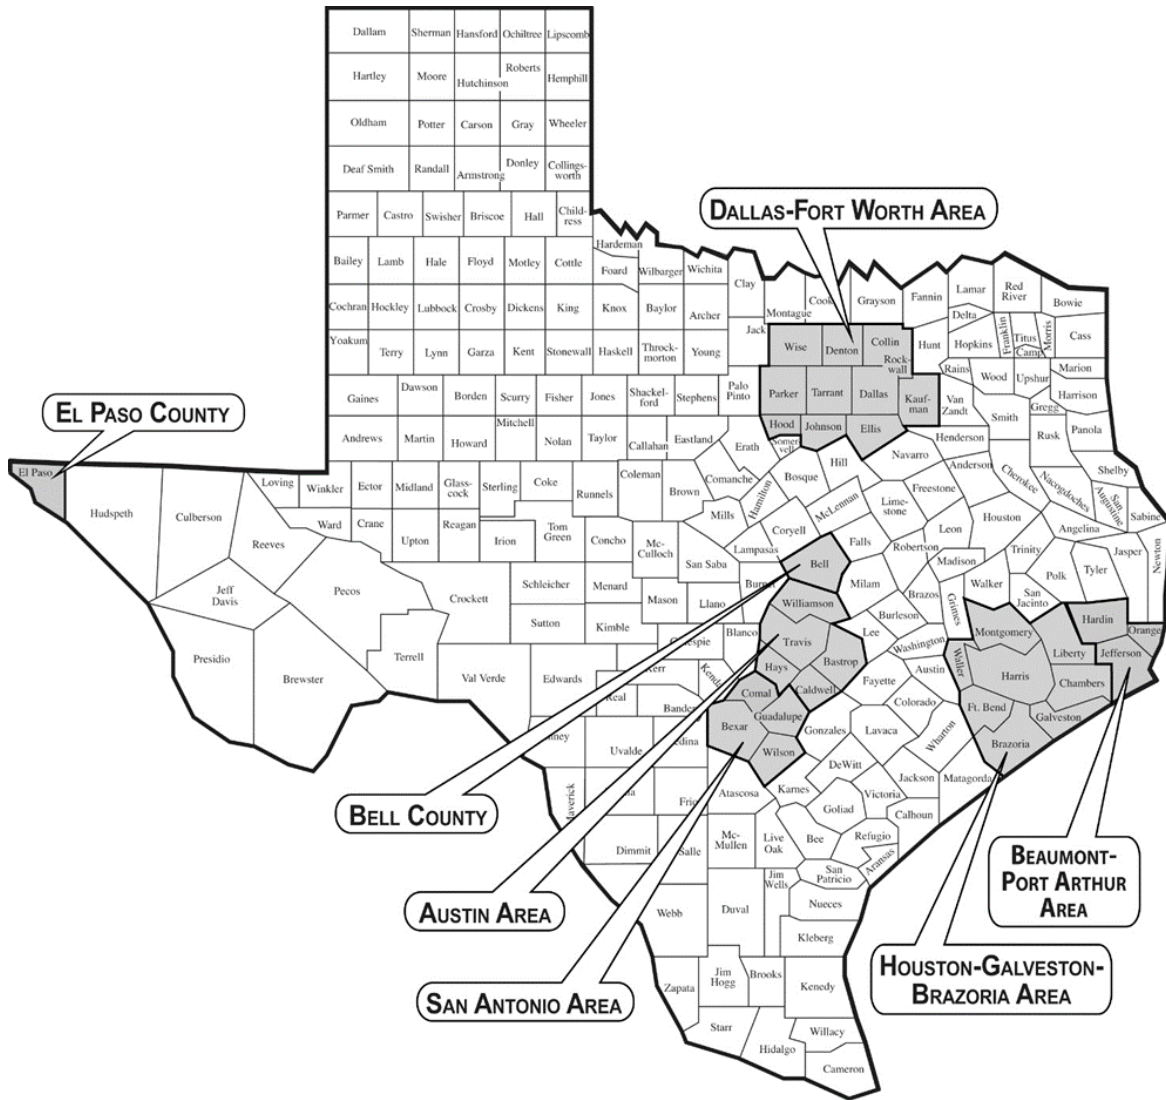 Dallam Sherman Hansford Ochiltree Lipscomb
Hartley Moore Hutchinson Roberts Hemphill
Oldham Potter Carson Gray Wheeler
Deaf Smith Randall Armstrong Donley Collings-
worth
Parmer Castro Swisher Briscoe Hall Child-
ress
DALLAS-FORT WORTH AREA
Hardeman
Bailey Lamb Hale Floyd Motley Cottle Foard Wilbarger Wichita
Clay Montague Cook Grayson Fannin Lamar Red
River Bowie
Cochran Hockley Lubbock Crosby Dickens King Knox Baylor Archer
Jack Wise Denton Collin Rock-
wall Hunt Delta Hopkins Franklin Titus Camp Morris Cass
Yoakum Terry Lynn Garza Kent Stonewall Haskell Throck-
morton Young
Rains Wood Upshur Marion
EL PASO COUNTY
Gaines Dawson Borden Scurry Fisher Jones Shackel-
ford Stephens Palo
Pinto Parker Tarrant Dallas Kauf-
man Van
Zandt Smith Gregg Harrison
Andrews Martin Howard Mitchell Nolan Taylor Callahan Eastland Erath Hood Somer-
vell Johnson Ellis Henderson Rusk Panola
El Paso Hudspeth Culberson Loving Winkler Ector Midland Glass-
cock Sterling Coke Runnels Coleman Brown Comanche Hamilton Bosque Hill Navarro Anderson Cherokee Nacogdoches Shelby
San
Augustine Sabine
Reeves Ward Crane Upton Reagan Irion Tom
Green Concho Mc-
Culloch Mills Lampasas Coryell McLennan Lime-
stone Freestone Leon Houston Angelina
San Saba Burnet Bell Falls Robertson Madison Trinity Polk Tyler Jasper Newton
Jeff
Davis Pecos Crockett Schleicher Menard Mason Llano Williamson Milam Brazos Grimes Walker San
Jacinto
Sutton Kimble Blanco Travis Lee Burleson Washington Montgomery Liberty Hardin Orange
Presidio Brewster Terrell Val Verde Edwards Real Kerr Hays Bastrop Fayette Austin Waller Harris Chambers Jefferson
Comal Caldwell Colorado Ft. Bend Galveston
Uvalde Bexar Guadalupe Wilson Gonzales Lavaca Wharton Brazoria
DeWitt Jackson Matagorda
BELL COUNTY
Atascosa Karnes Goliad Victoria Calhoun
Dimmit Mc-
Mullen Live
Oak Bee Refugio Aransas
San
Patricio
AUSTIN AREA
Webb Duval Jim
Wells Nueces
Kleberg
BEAUMONT-
PORT ARTHUR
AREA
SAN ANTONIO AREA
HOUSTON-GALVESTON-
BRAZORIA AREA
Zapata Jim
Hogg Brooks Kenedy
Starr Hidalgo Willacy
Cameron